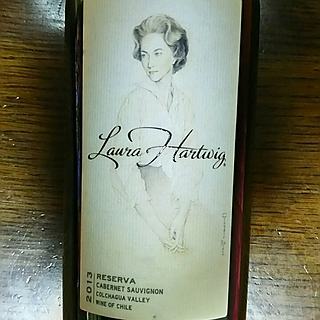 Laura Hartwig
2013
RESERVA
CABERNET SAUVIGNON
COLCHAGUA VALLEY
WINE OF CHILE